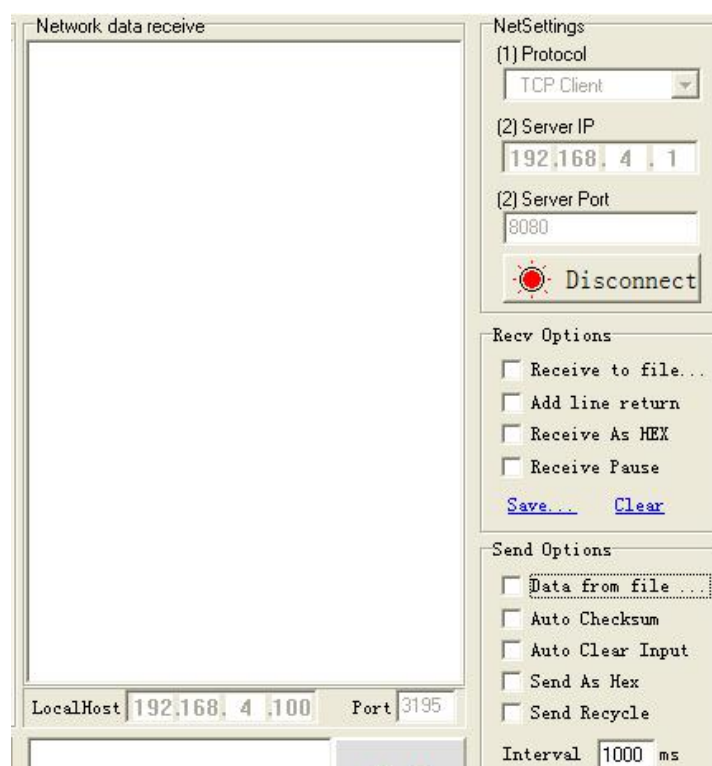 Network data receive
NetSettings
(1) Protocol
TCP Client
(2) Server IP
192.168. 4 . 1
(2) Server Port
8080
Disconnect
Recv Options
Receive to file...
Add line return
Receive As HEX
Receive Pause
Save... Clear
Send Options
Data from file ...
Auto Checksum
Auto Clear Input
Send As Hex
Send Recycle
Interval 1000 ms
LocalHost 192.168. 4 .100 Port 3195